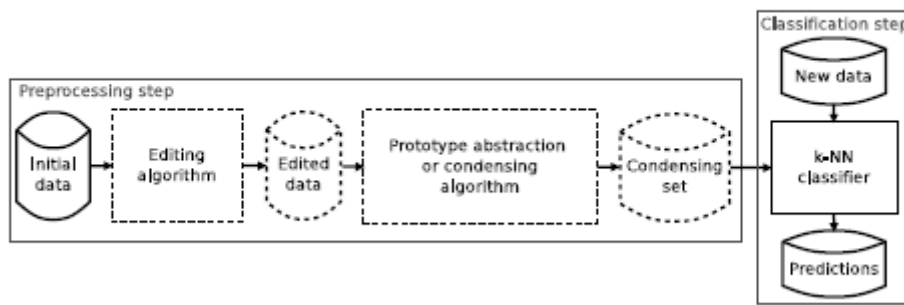 Classification step
New data
Preprocessing step
Initial
data
Editing
algorithm
Edited
data
Prototype abstraction
or condensing
algorithm
Condensing
set
k-NN
classifier
Predictions